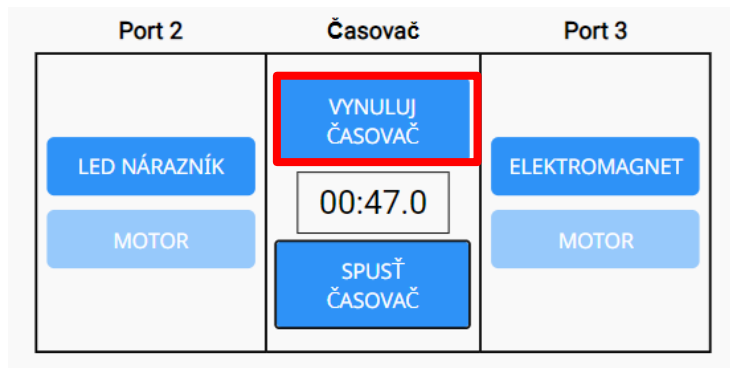 Port 2
Časovač
Port 3
LED NÁRAZNÍK
MOTOR
VYNULUJ
ČASOVAČ
00:47.0
SPUSŤ
ČASOVAČ
ELEKTROMAGNET
MOTOR